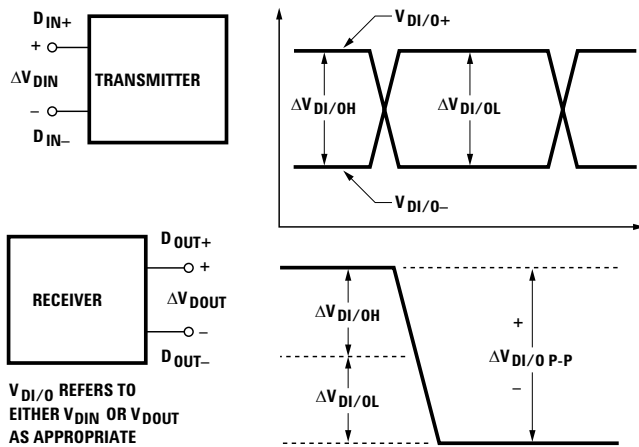 D IN+
+
ΔV DIN
TRANSMITTER
–
D IN–
V DI/O+
ΔV DI/OH
ΔV DI/OL
V DI/O–
D OUT+
+
RECEIVER
ΔV DOUT
–
D OUT–
V DI/O REFERS TO
EITHER V DIN OR V DOUT
AS APPROPRIATE
ΔV DI/OH
ΔV DI/OL
+
ΔV DI/O P-P
–